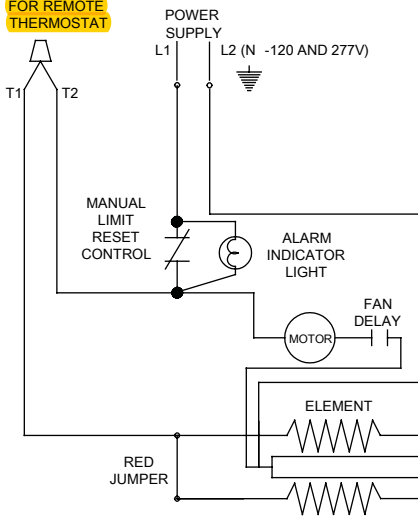 FOR REMOTE
THERMOSTAT
POWER
SUPPLY
L1
L2 (N -120 AND 277V)
T1
T2
MANUAL
LIMIT
RESET
CONTROL
ALARM
INDICATOR
LIGHT
FAN
DELAY
MOTOR
ELEMENT
RED
JUMPER